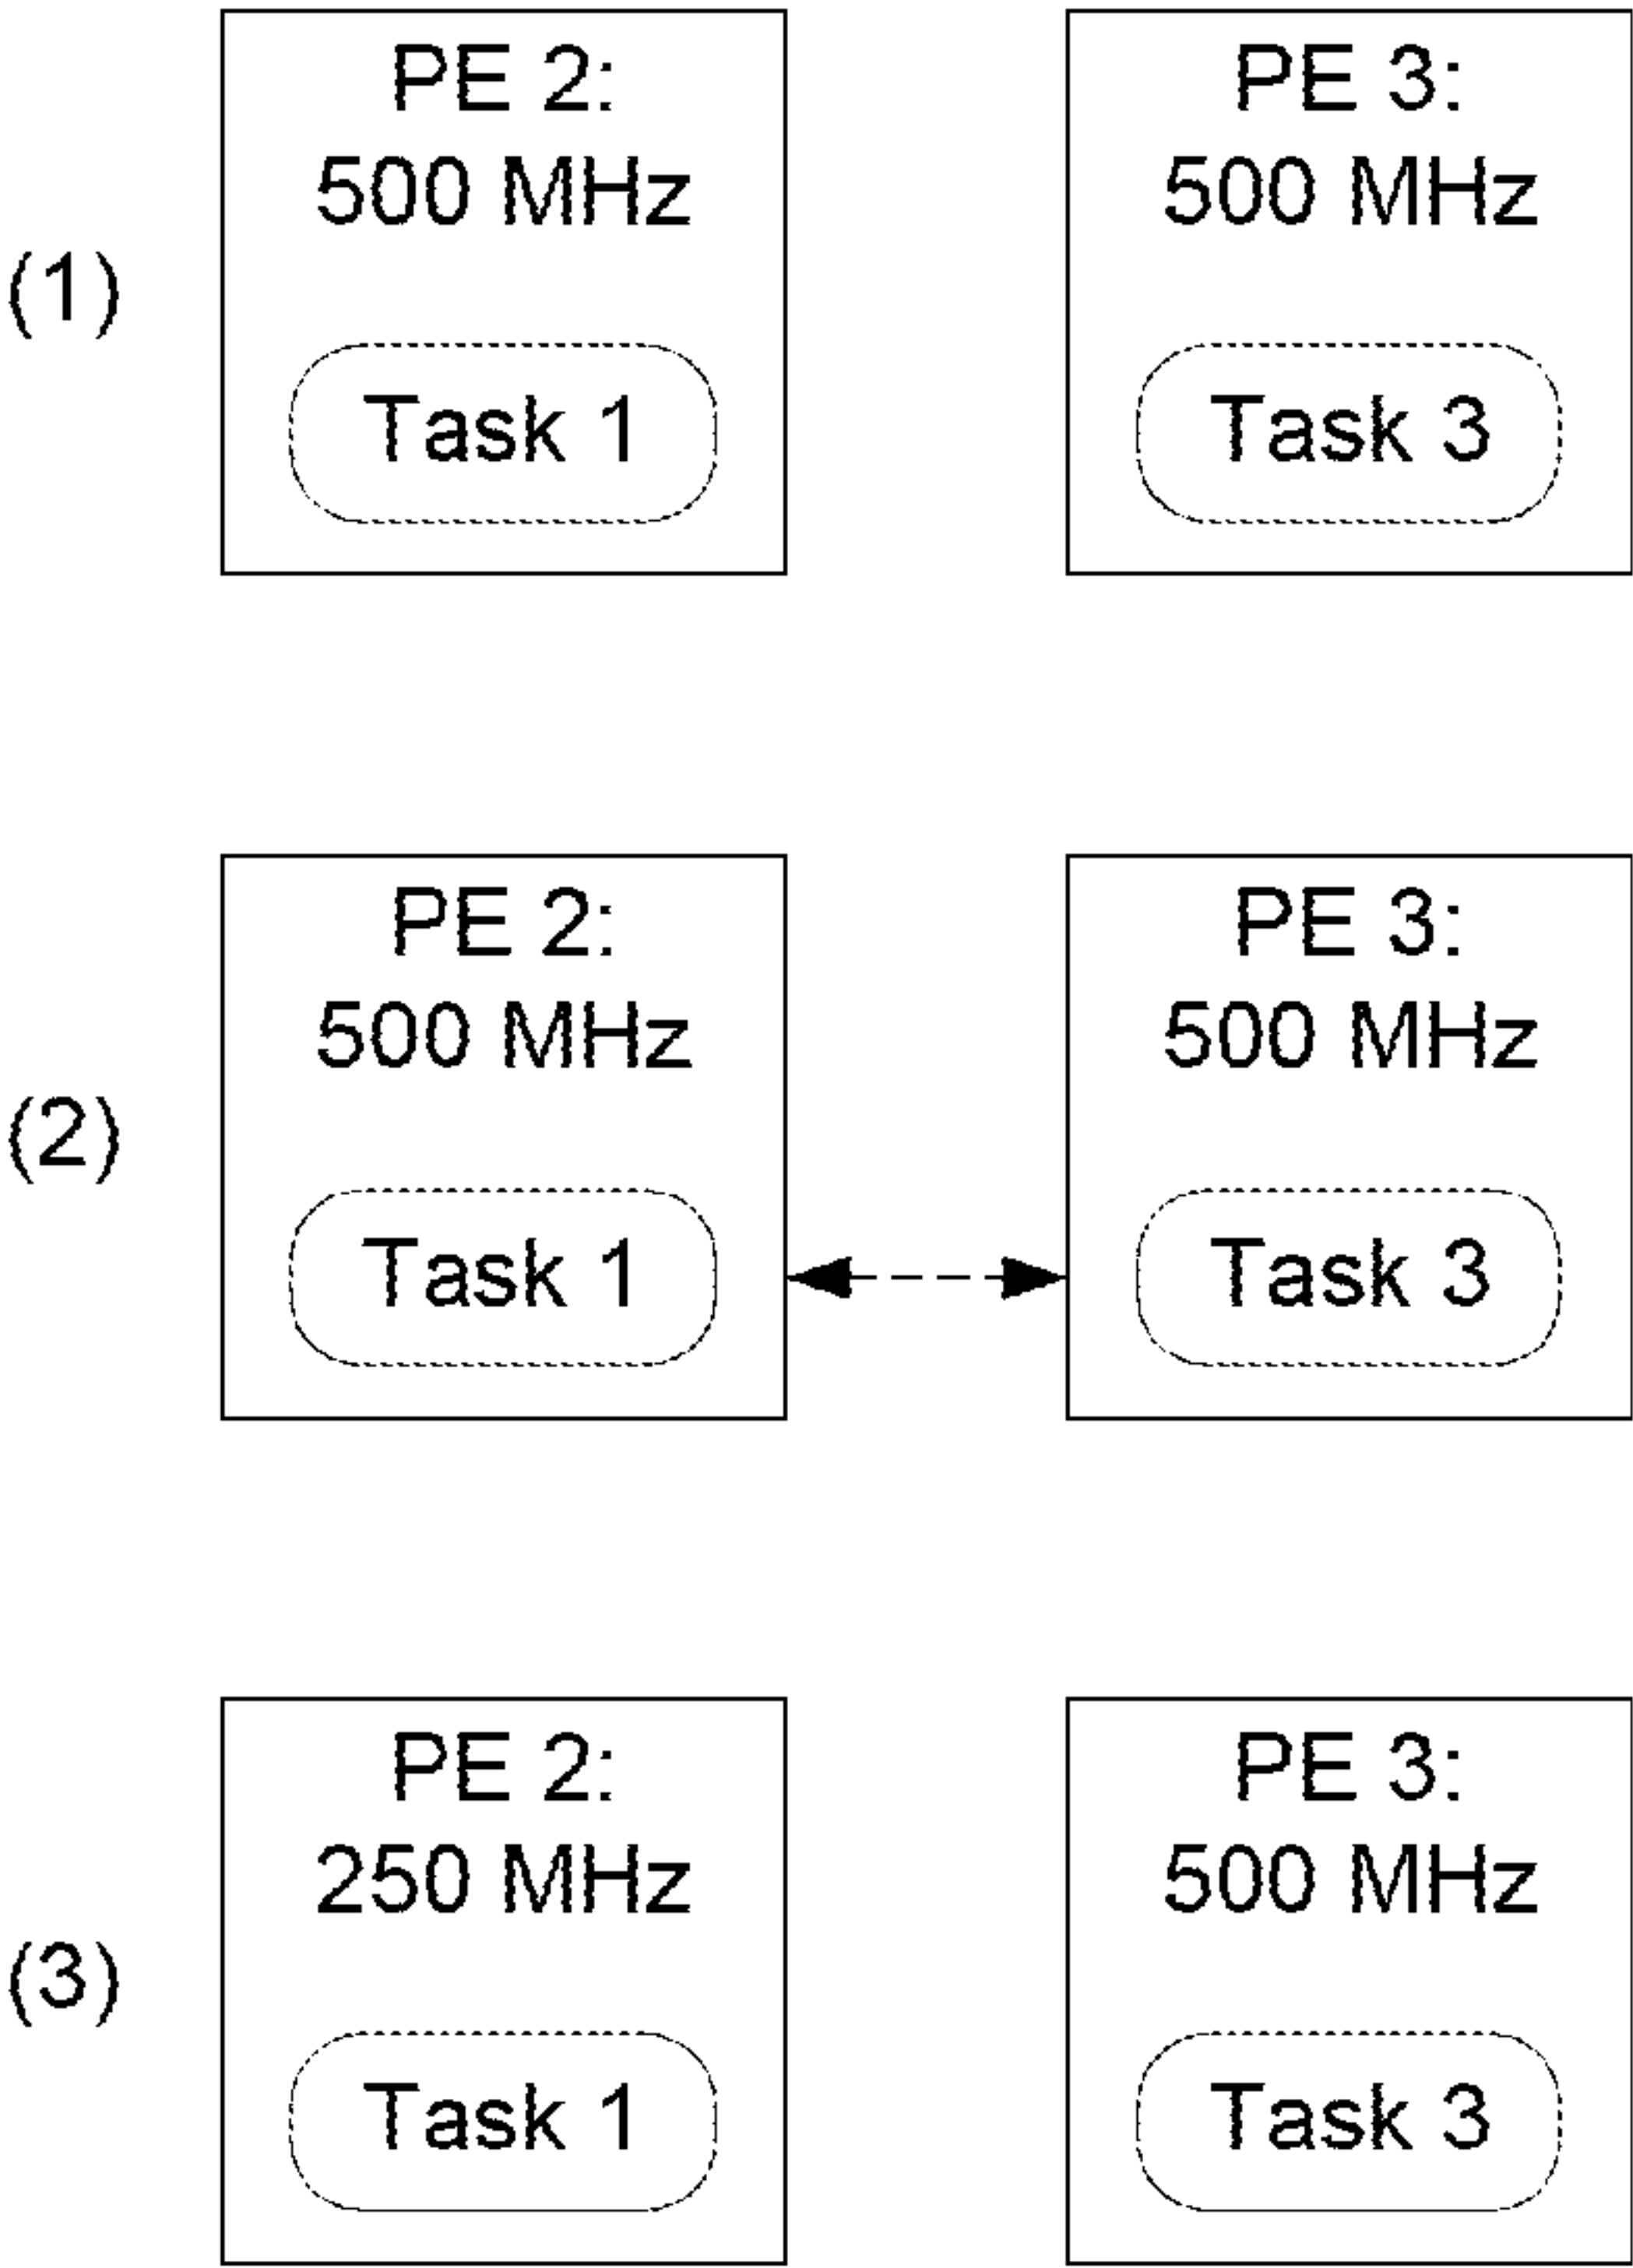 PE 2:
500 MHz
Task 1
PE 3:
500 MHz
Task 3
(1)
PE 2:
500 MHz
Task 1
PE 3:
500 MHz
Task 3
(2)
PE 2:
250 MHz
Task 1
PE 3:
500 MHz
Task 3
(3)